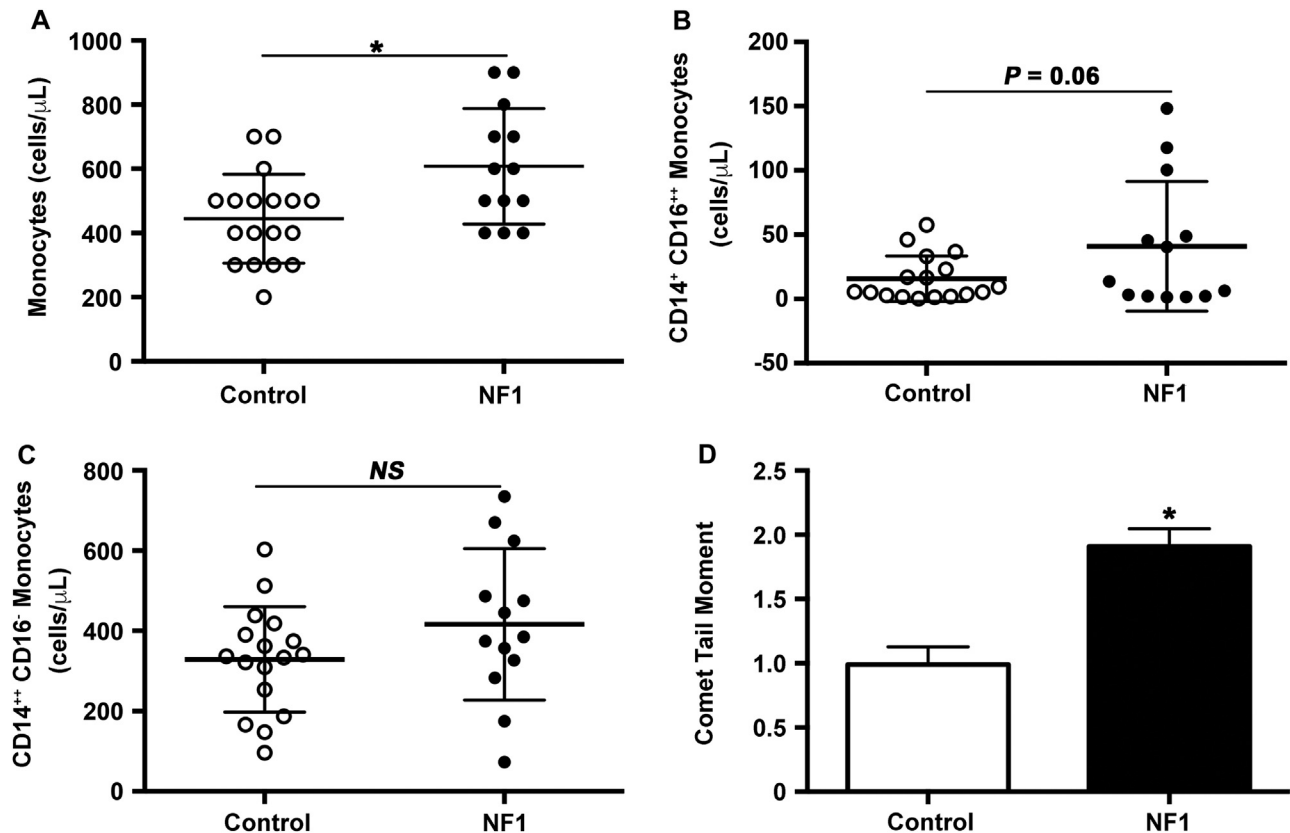 A
Monocytes (cells/μL)
1000
800
600
400
200
0
*
Control
NF1
B
CD14⁺ CD16⁺⁺ Monocytes
(cells/μL)
200
150
100
50
0
-50
P = 0.06
Control
NF1
C
CD14⁺⁺ CD16⁻ Monocytes
(cells/μL)
800
600
400
200
0
NS
Control
NF1
D
Comet Tail Moment
2.5
2.0
1.5
1.0
0.5
0
*
Control
NF1